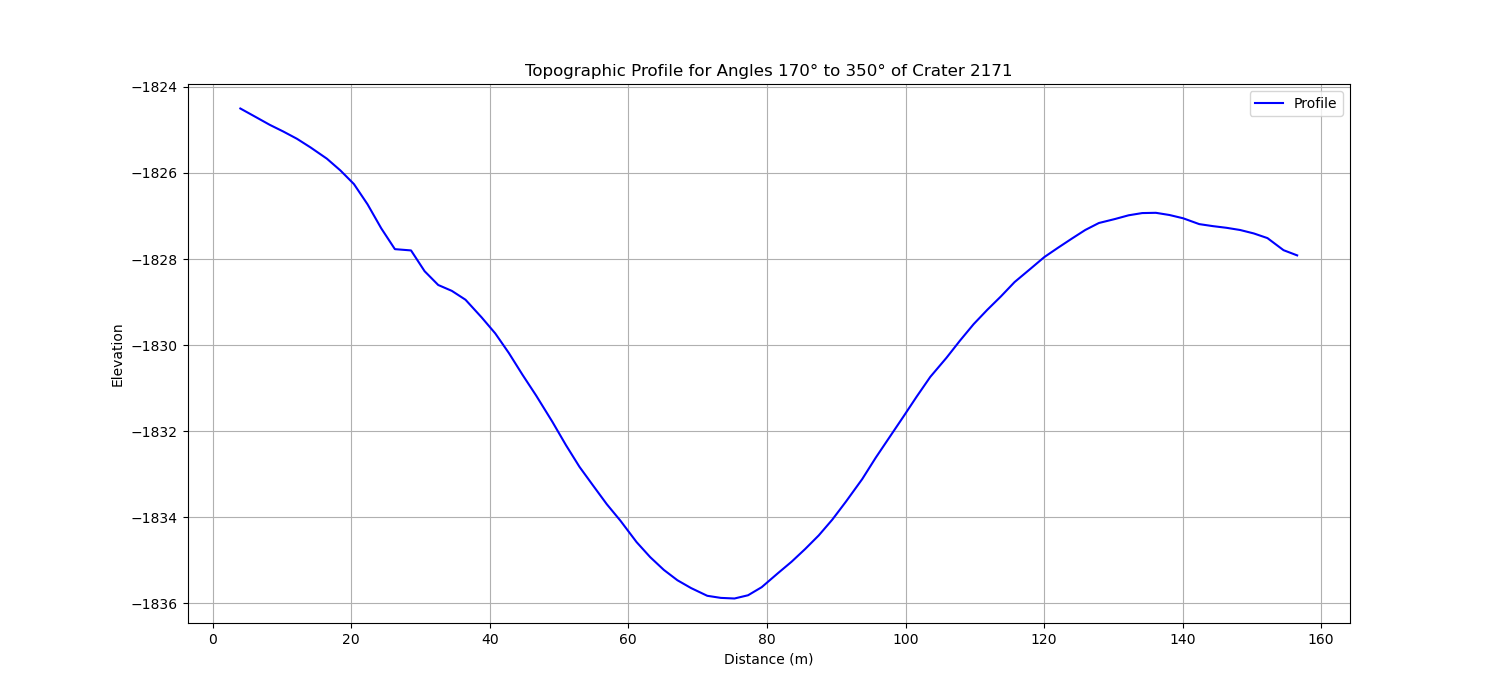 Topographic Profile for Angles 170° to 350° of Crater 2171
Profile
Elevation
−1824
−1826
−1828
−1830
−1832
−1834
−1836
0 20 40 60 80 100 120 140 160
Distance (m)